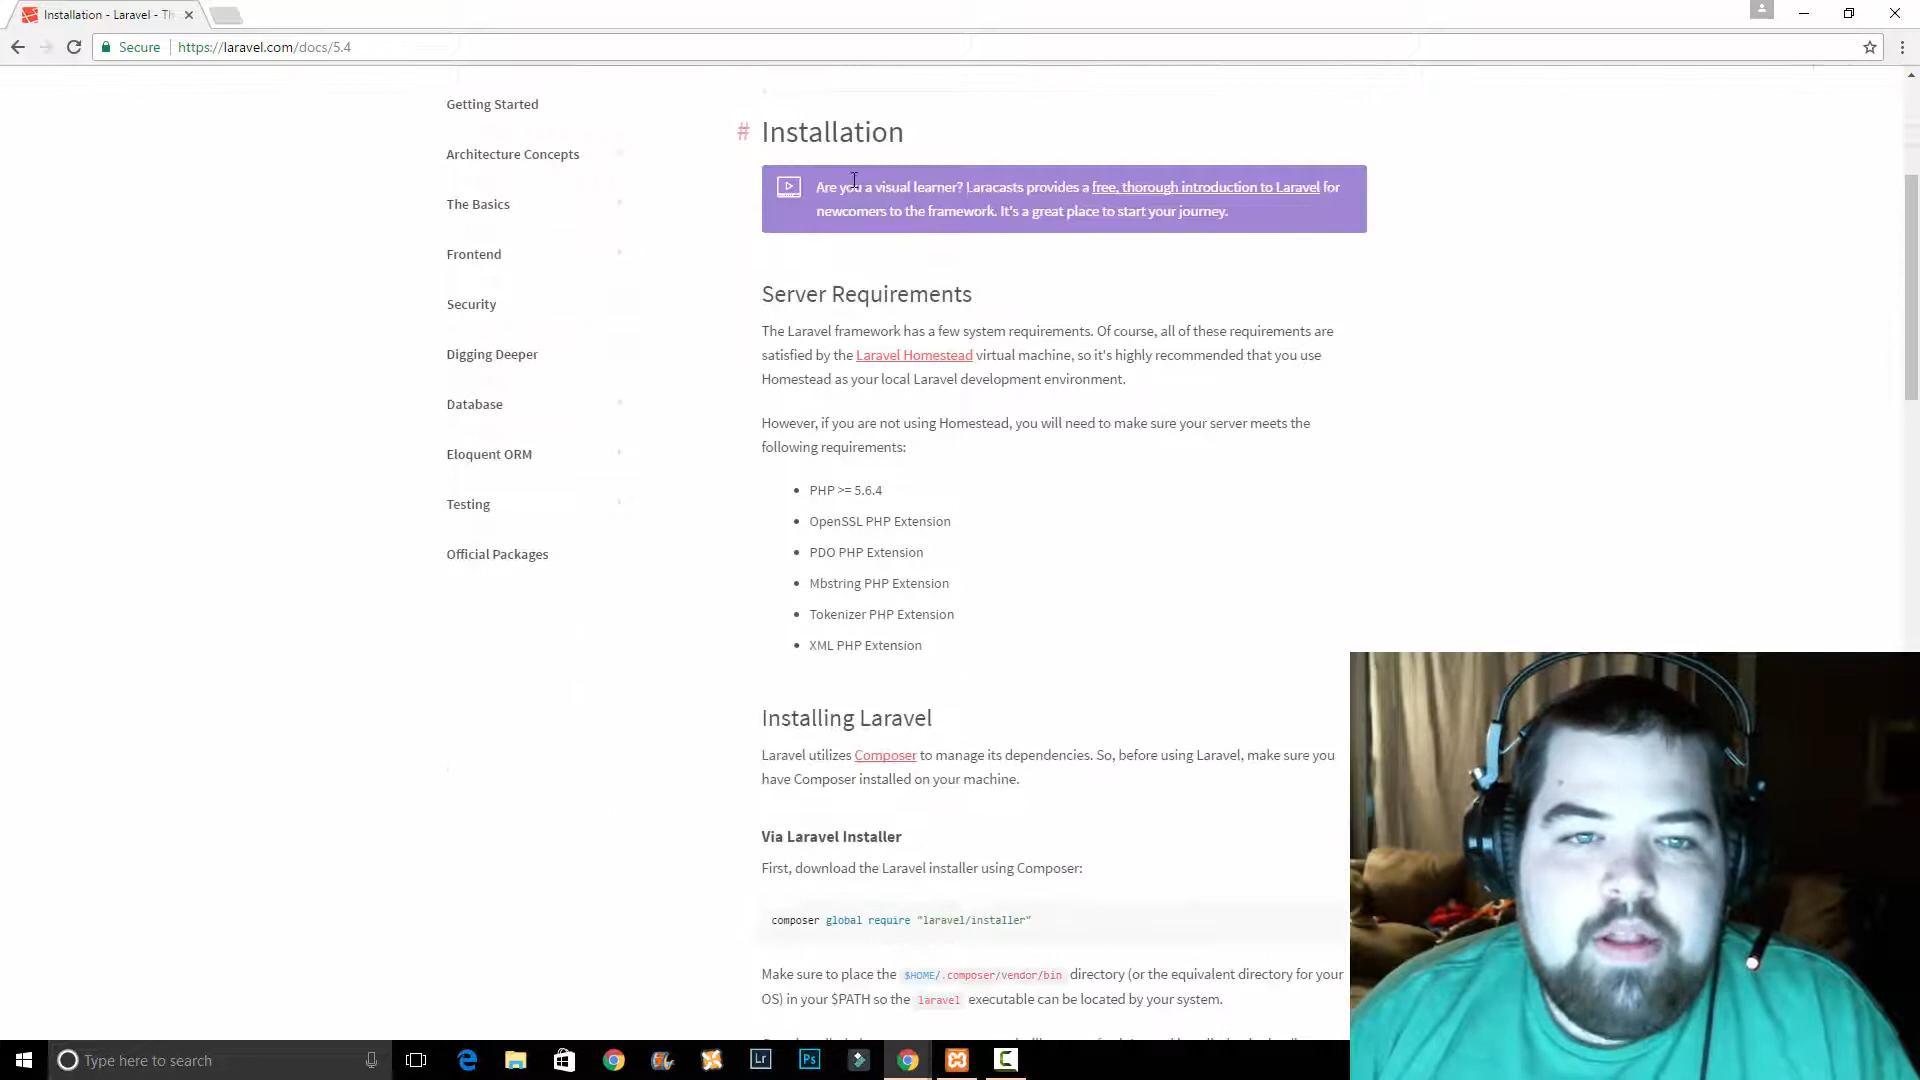 Installation - Laravel - Th
Secure
https://laravel.com/docs/5.4
Getting Started
Architecture Concepts
The Basics
Frontend
Security
Digging Deeper
Database
Eloquent ORM
Testing
Official Packages
# Installation
Are you a visual learner? Laracasts provides a free, thorough introduction to Laravel for
newcomers to the framework. It's a great place to start your journey.
Server Requirements
The Laravel framework has a few system requirements. Of course, all of these requirements are
satisfied by the Laravel Homestead virtual machine, so it's highly recommended that you use
Homestead as your local Laravel development environment.
However, if you are not using Homestead, you will need to make sure your server meets the
following requirements:
• PHP >= 5.6.4
• OpenSSL PHP Extension
• PDO PHP Extension
• Mbstring PHP Extension
• Tokenizer PHP Extension
• XML PHP Extension
Installing Laravel
Laravel utilizes Composer to manage its dependencies. So, before using Laravel, make sure you
have Composer installed on your machine.
Via Laravel Installer
First, download the Laravel installer using Composer:
composer global require "laravel/installer"
Make sure to place the $HOME/.composer/vendor/bin directory (or the equivalent directory for your
OS) in your $PATH so the laravel executable can be located by your system.
Type here to search
Lr
Ps